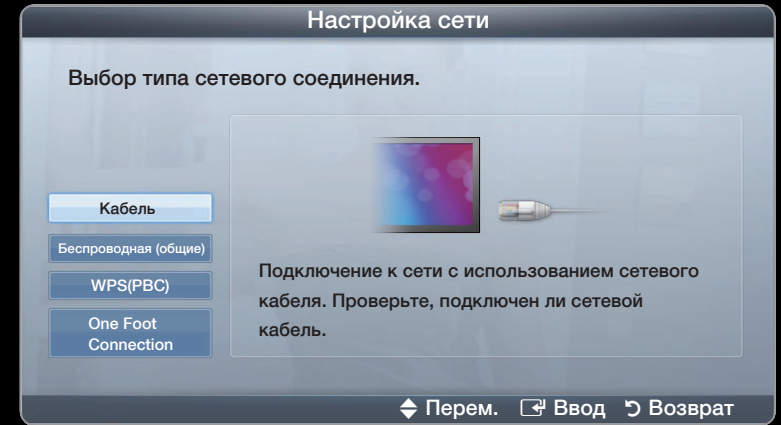 Настройка сети
Выбор типа сетевого соединения.
Кабель
Беспроводная (общие)
WPS(PBC)
One Foot
Connection
Подключение к сети с использованием сетевого
кабеля. Проверьте, подключен ли сетевой
кабель.
Перем. Ввод Возврат